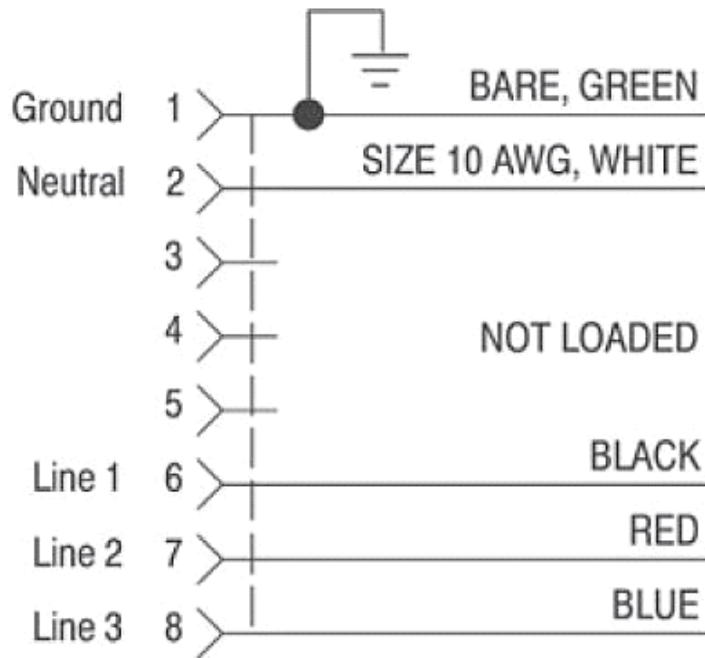 Ground 1 BARE, GREEN
Neutral 2 SIZE 10 AWG, WHITE
3
4 NOT LOADED
5
Line 1 6 BLACK
Line 2 7 RED
Line 3 8 BLUE